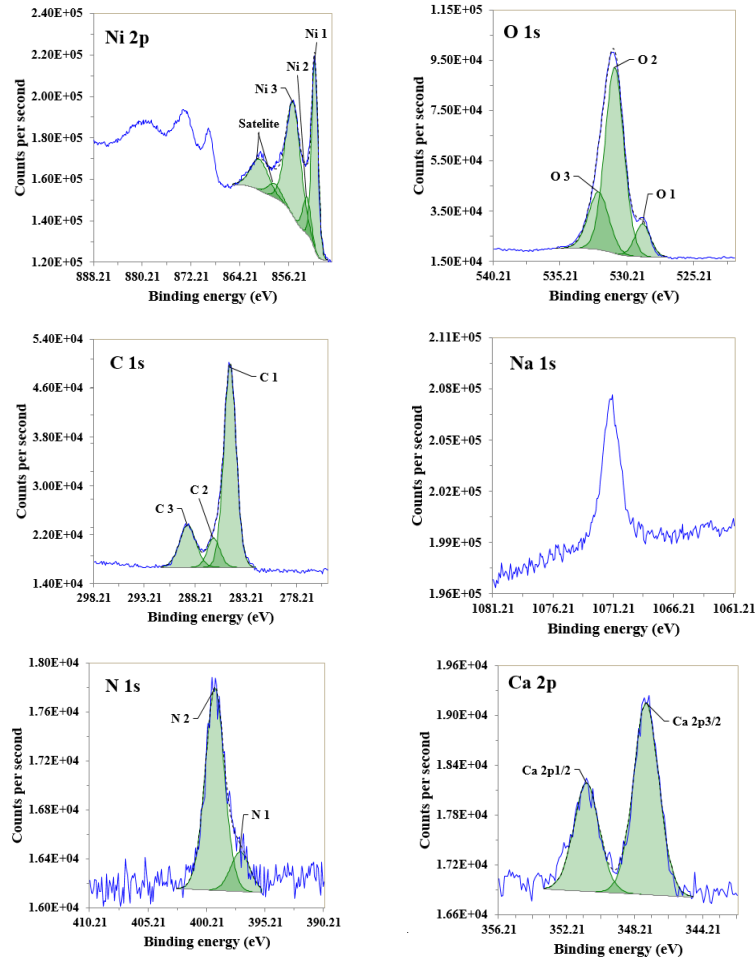 Ni 2p
Ni 1
Ni 2
Ni 3
Satelite
2.40E+05
2.20E+05
2.00E+05
1.80E+05
1.60E+05
1.40E+05
1.20E+05
Counts per second
888.21 880.21 872.21 864.21 856.21
Binding energy (eV)
O 1s
O 2
O 3
O 1
1.15E+05
9.50E+04
7.50E+04
5.50E+04
3.50E+04
1.50E+04
Counts per second
540.21 535.21 530.21 525.21
Binding energy (eV)
C 1s
C 1
C 2
C 3
5.40E+04
4.60E+04
3.80E+04
3.00E+04
2.20E+04
1.40E+04
Counts per second
298.21 293.21 288.21 283.21 278.21
Binding energy (eV)
Na 1s
2.11E+05
2.08E+05
2.05E+05
2.02E+05
1.99E+05
1.96E+05
Counts per second
1081.21 1076.21 1071.21 1066.21 1061.21
Binding energy (eV)
N 1s
N 2
N 1
1.80E+04
1.76E+04
1.72E+04
1.68E+04
1.64E+04
1.60E+04
Counts per second
410.21 405.21 400.21 395.21 390.21
Binding energy (eV)
Ca 2p
Ca 2p3/2
Ca 2p1/2
1.96E+04
1.90E+04
1.84E+04
1.78E+04
1.72E+04
1.66E+04
Counts per second
356.21 352.21 348.21 344.21
Binding energy (eV)